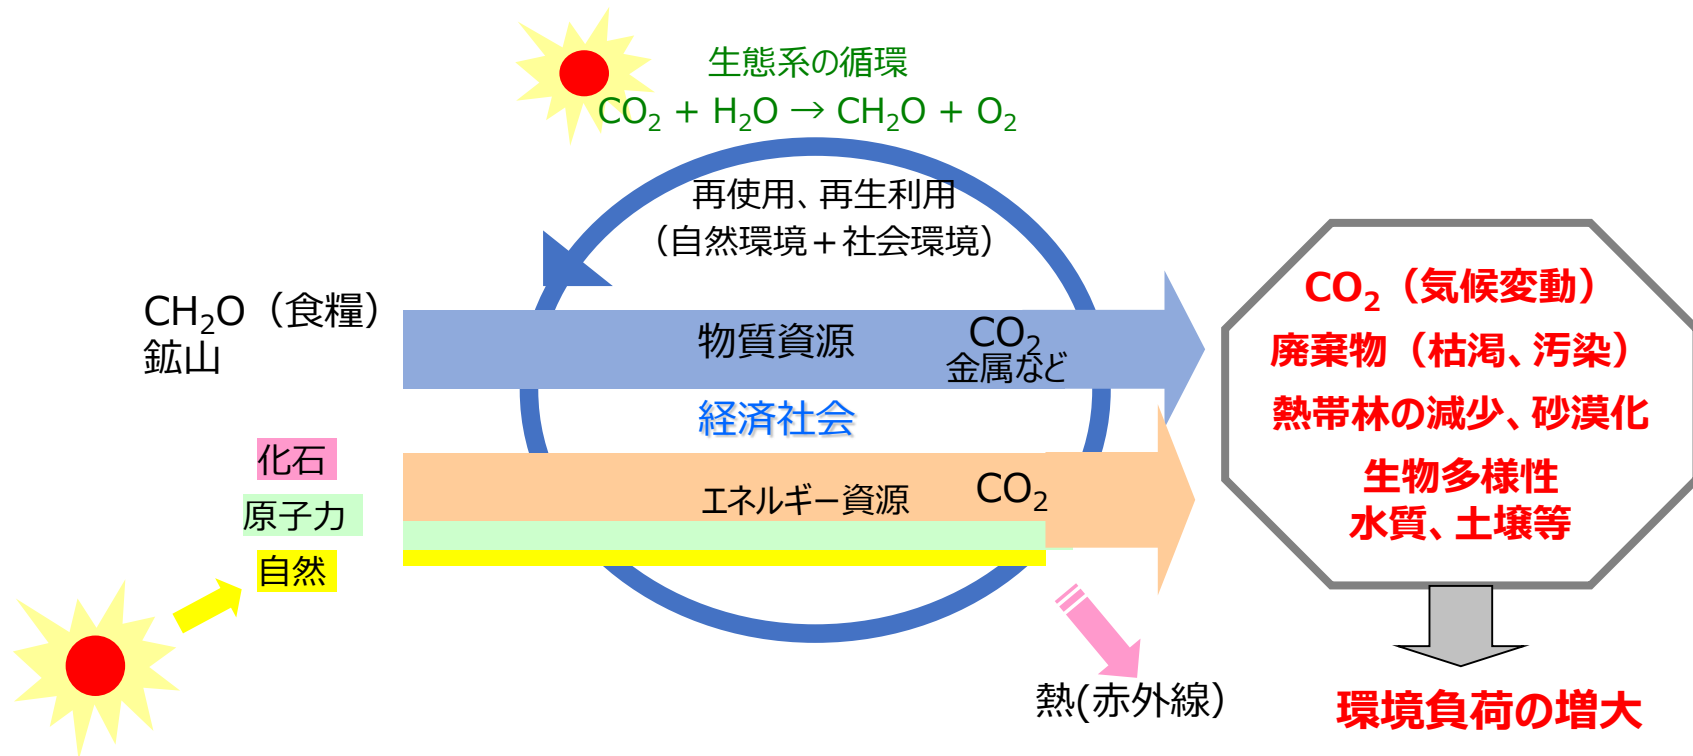 生態系の循環
CO₂ + H₂O → CH₂O + O₂
再使用、再生利用
（自然環境＋社会環境）
CH₂O（食糧）
鉱山
物質資源
CO₂
金属など
経済社会
化石
原子力
自然
エネルギー資源
CO₂
熱(赤外線）
CO₂（気候変動）
廃棄物（枯渇、汚染）
熱帯林の減少、砂漠化
生物多様性
水質、土壌等
環境負荷の増大